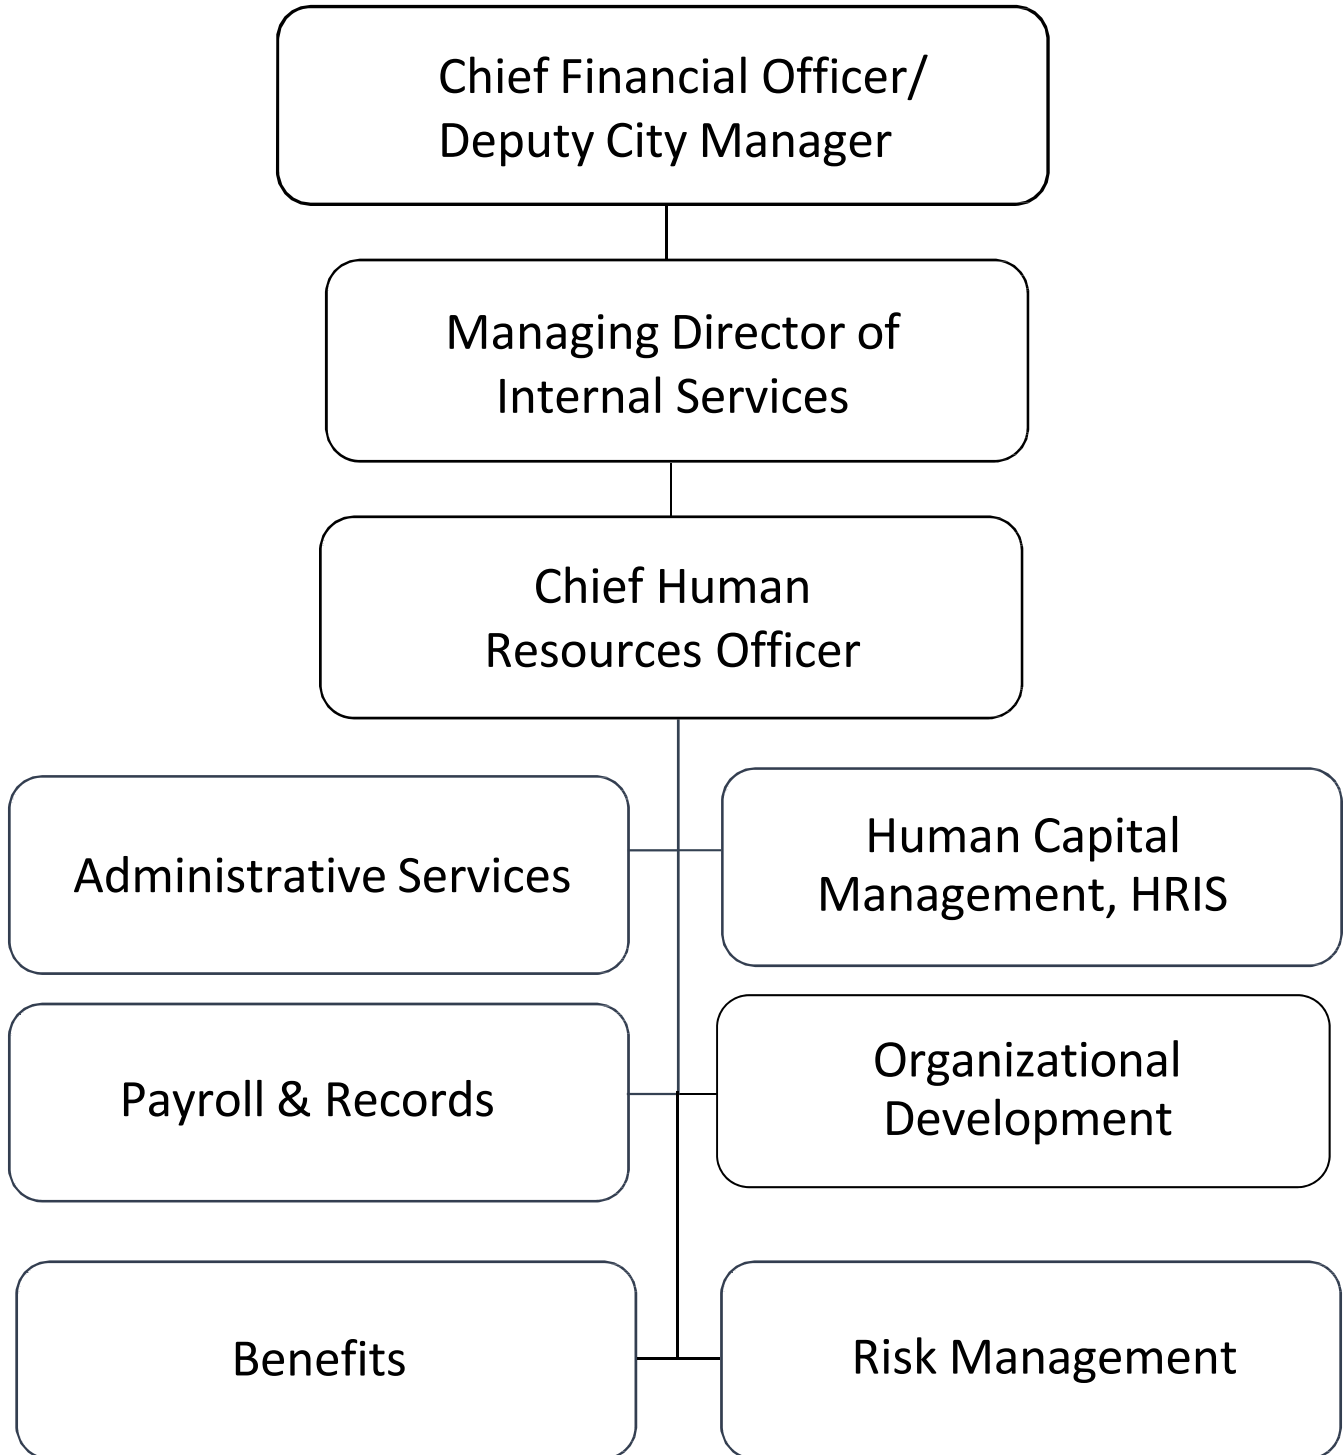 Chief Financial Officer/
Deputy City Manager
Managing Director of
Internal Services
Chief Human
Resources Officer
Administrative Services
Human Capital
Management, HRIS
Payroll & Records
Organizational
Development
Benefits
Risk Management